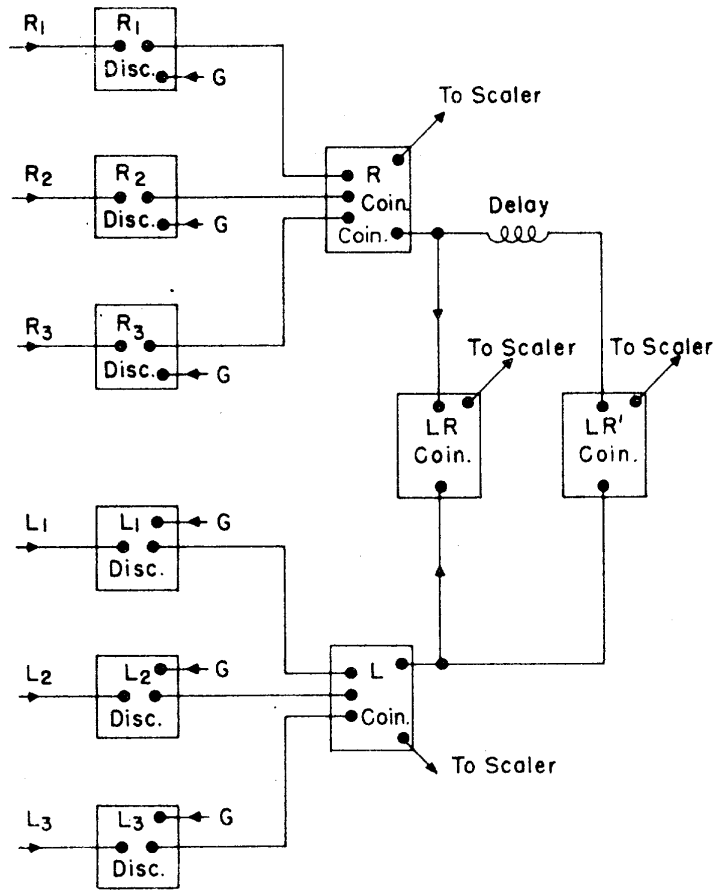 R1
R1
Disc.
G
To Scaler
R2
R2
Disc.
G
R
Coin.
Coin.
Delay
R3
R3
Disc.
G
To Scaler
To Scaler
LR
Coin.
LR'
Coin.
L1
L1
Disc.
G
L2
L2
Disc.
G
L
Coin.
To Scaler
L3
L3
Disc.
G